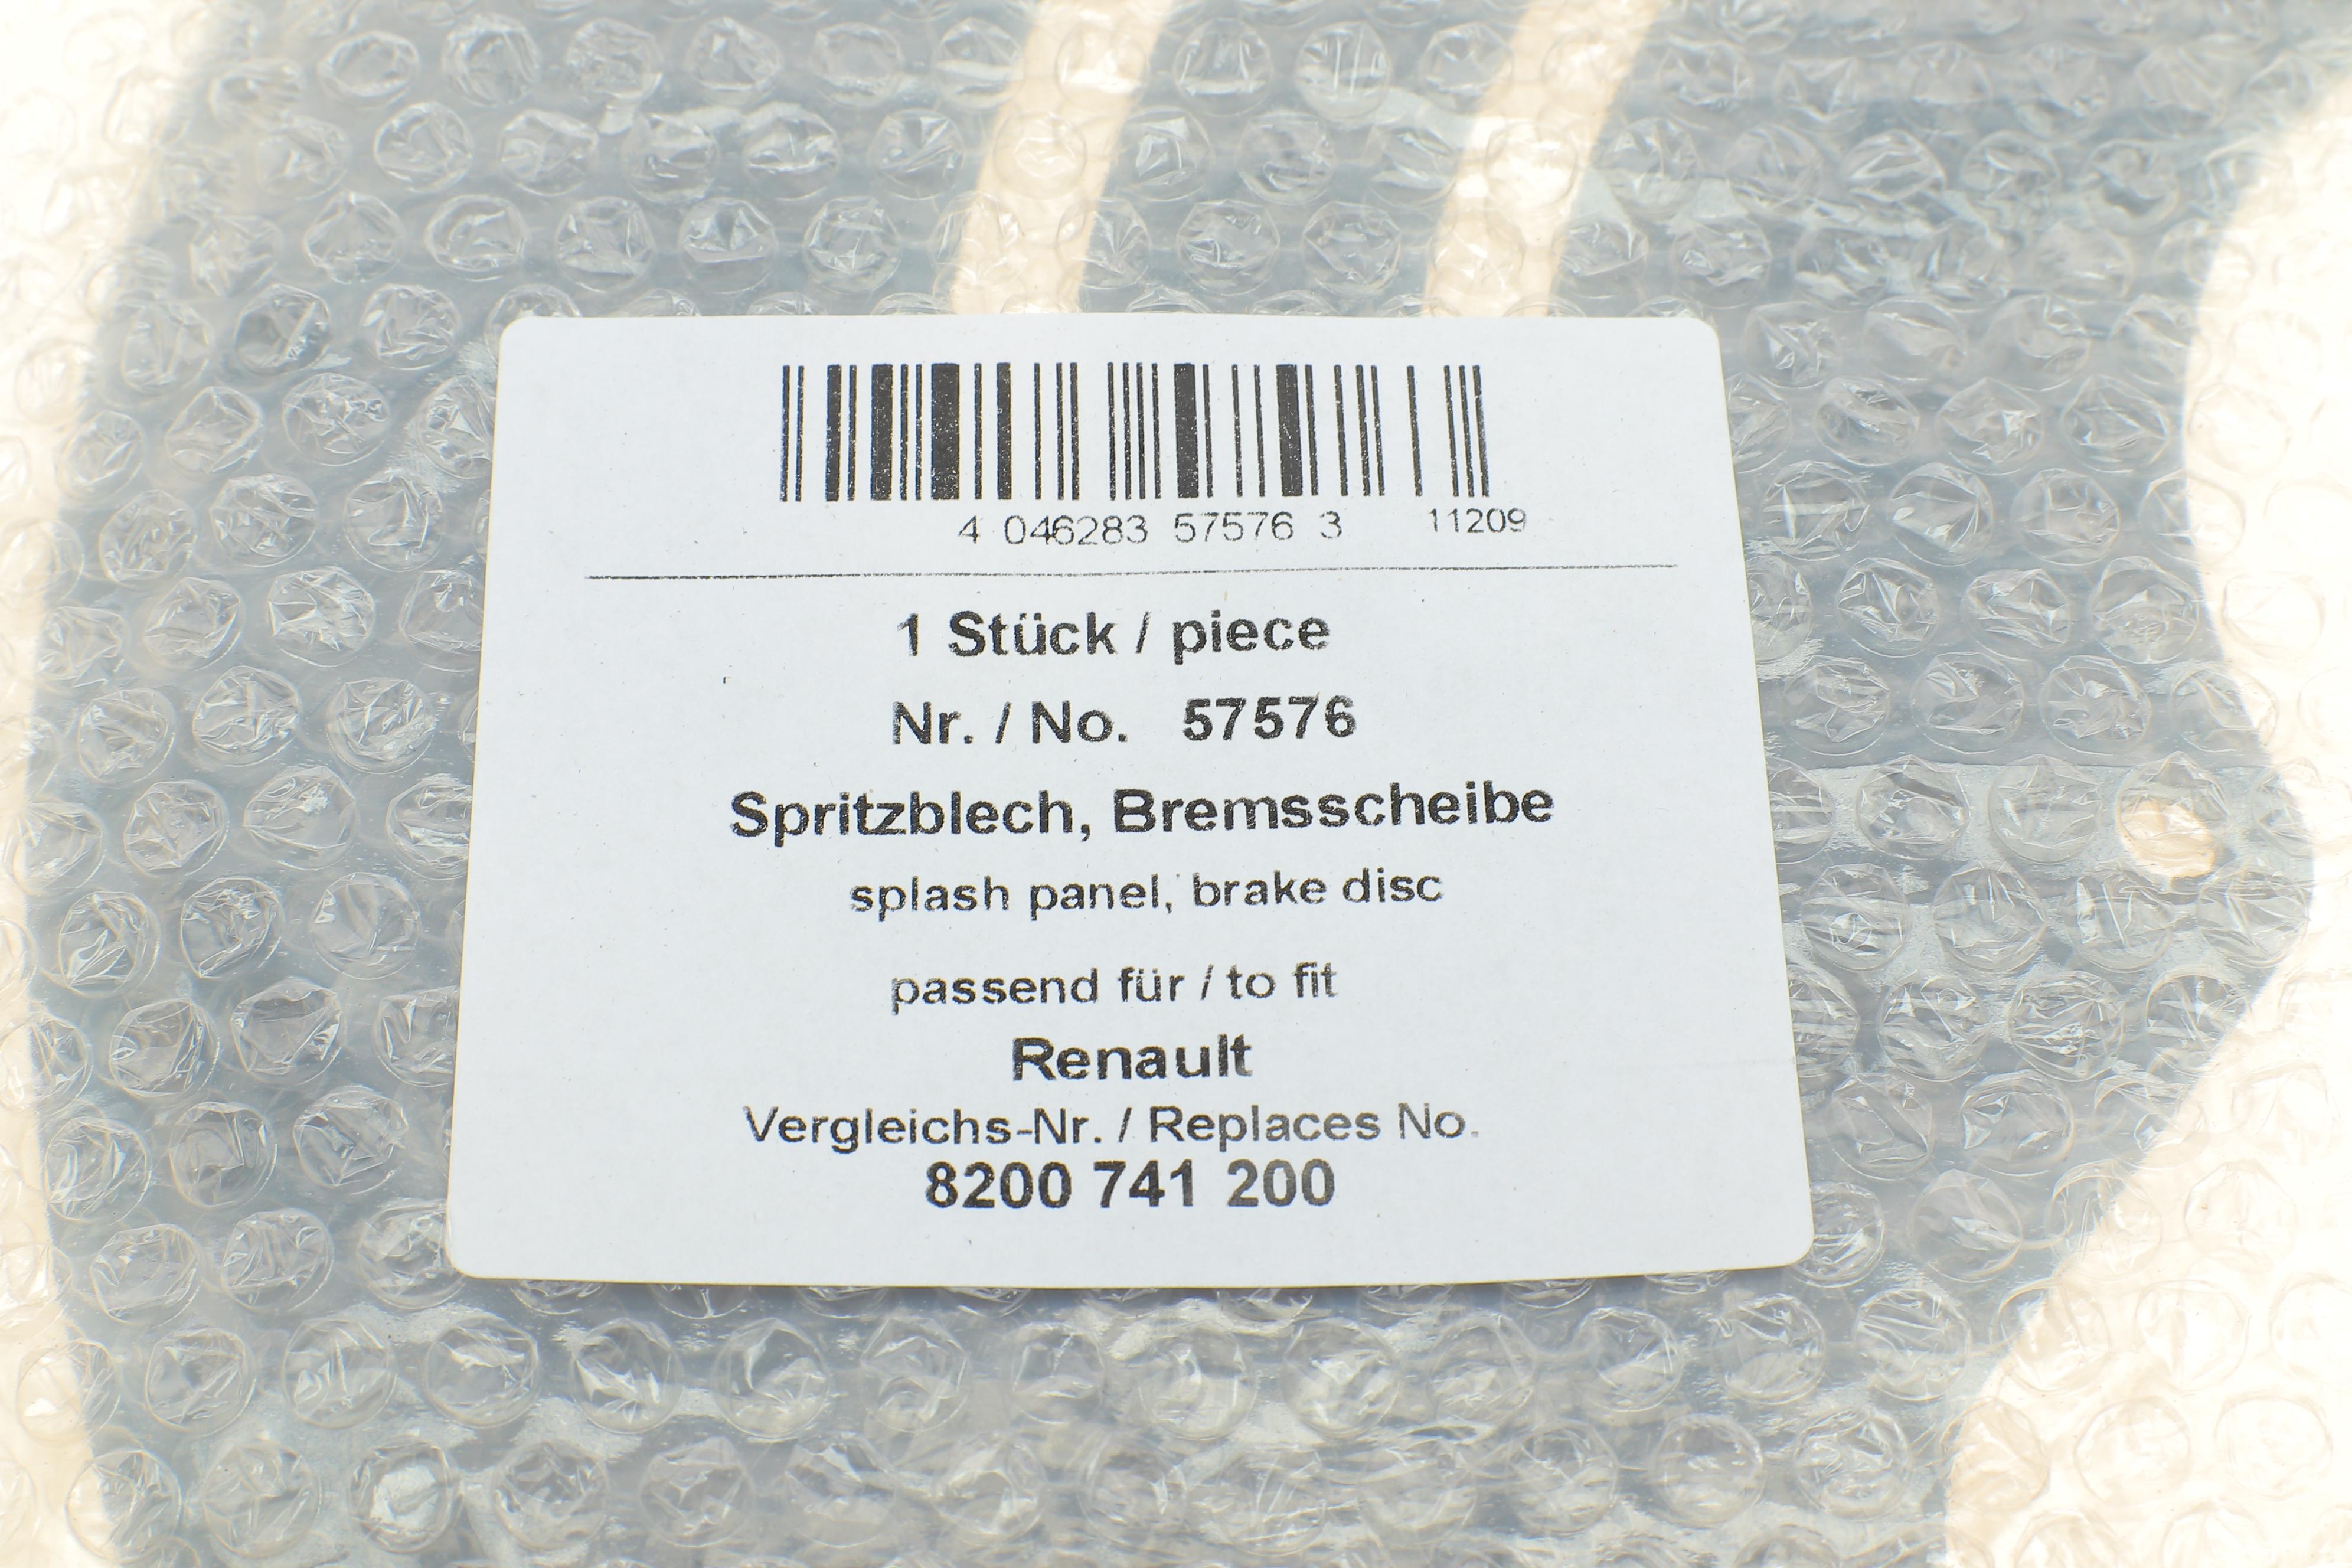 4 046283 57576 3 11209
1 Stück / piece
Nr. / No. 57576
Spritzblech, Bremsscheibe
splash panel, brake disc
passend für / to fit
Renault
Vergleichs-Nr. / Replaces No.
8200 741 200